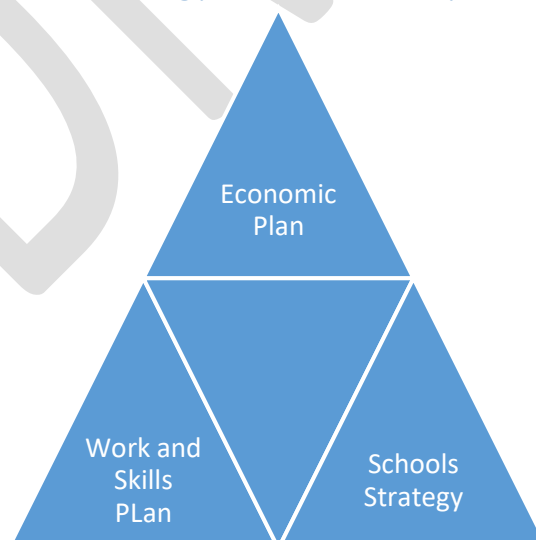 Economic
Plan
Work and
Skills
PLan
Schools
Strategy